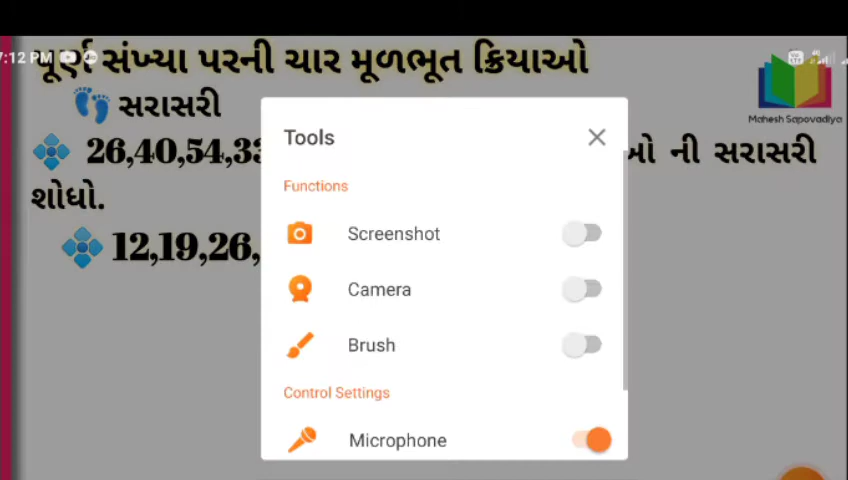 7:12 PM
પૂર્ણ સંખ્યા પરની ચાર મૂળભૂત ક્રિયાઓ
સરાસરી
Mahesh Sapovadiya
26,40,54,33 ઓ ની સરાસરી
શોધો.
12,19,26,
Tools
Functions
Screenshot
Camera
Brush
Control Settings
Microphone